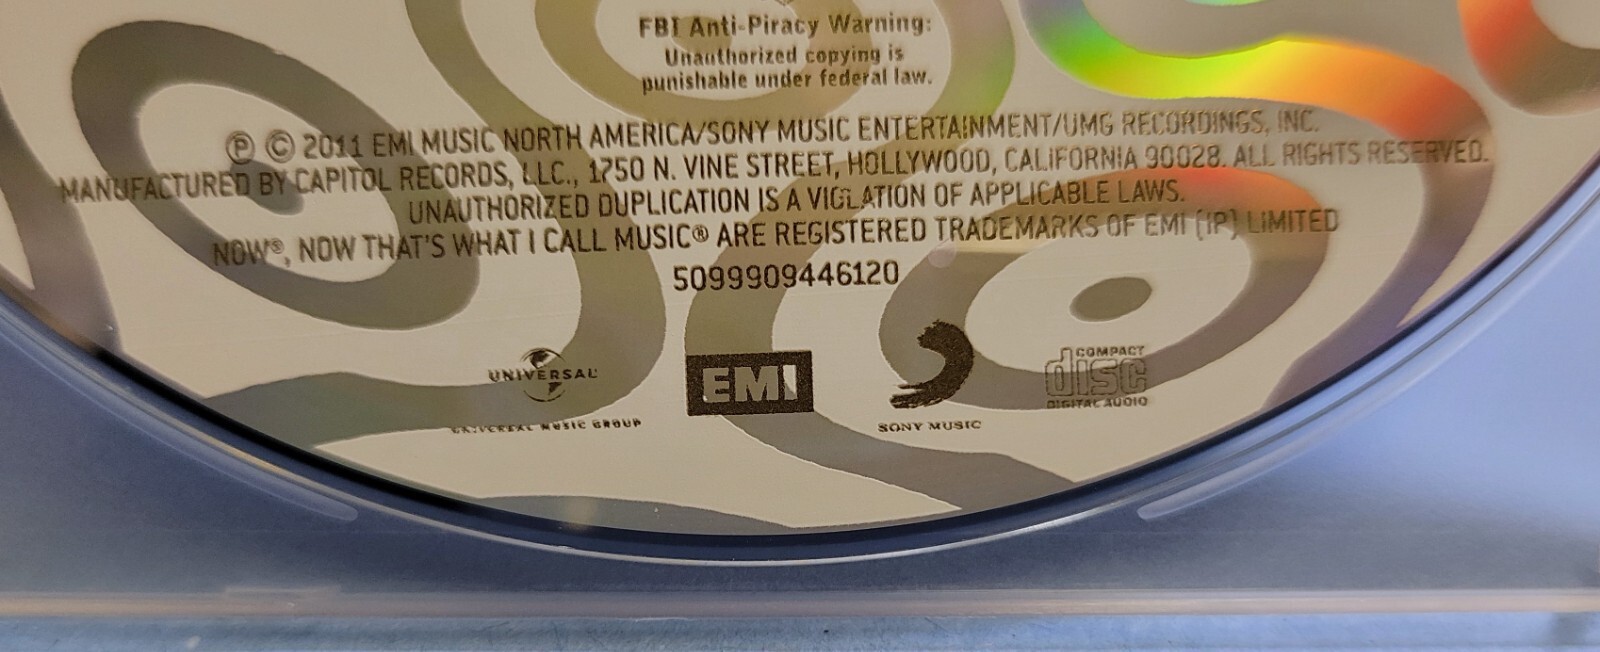 FBI Anti-Piracy Warning:
Unauthorized copying is
punishable under federal law.
℗ © 2011 EMI MUSIC NORTH AMERICA/SONY MUSIC ENTERTAINMENT/UMG RECORDINGS, INC.
MANUFACTURED BY CAPITOL RECORDS, LLC., 1750 N. VINE STREET, HOLLYWOOD, CALIFORNIA 90028. ALL RIGHTS RESERVED.
UNAUTHORIZED DUPLICATION IS A VIOLATION OF APPLICABLE LAWS.
NOW®, NOW THAT'S WHAT I CALL MUSIC® ARE REGISTERED TRADEMARKS OF EMI (IP) LIMITED
5099909446120
UNIVERSAL
UNIVERSAL MUSIC GROUP
EMI
SONY MUSIC
COMPACT
disc
DIGITAL AUDIO